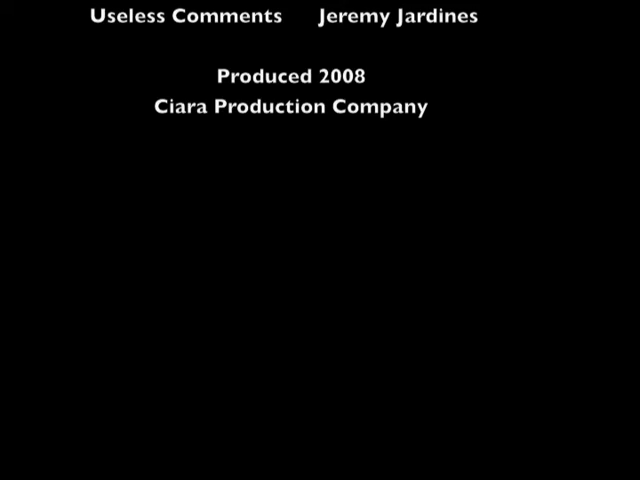 Useless Comments Jeremy Jardines
Produced 2008
Ciara Production Company